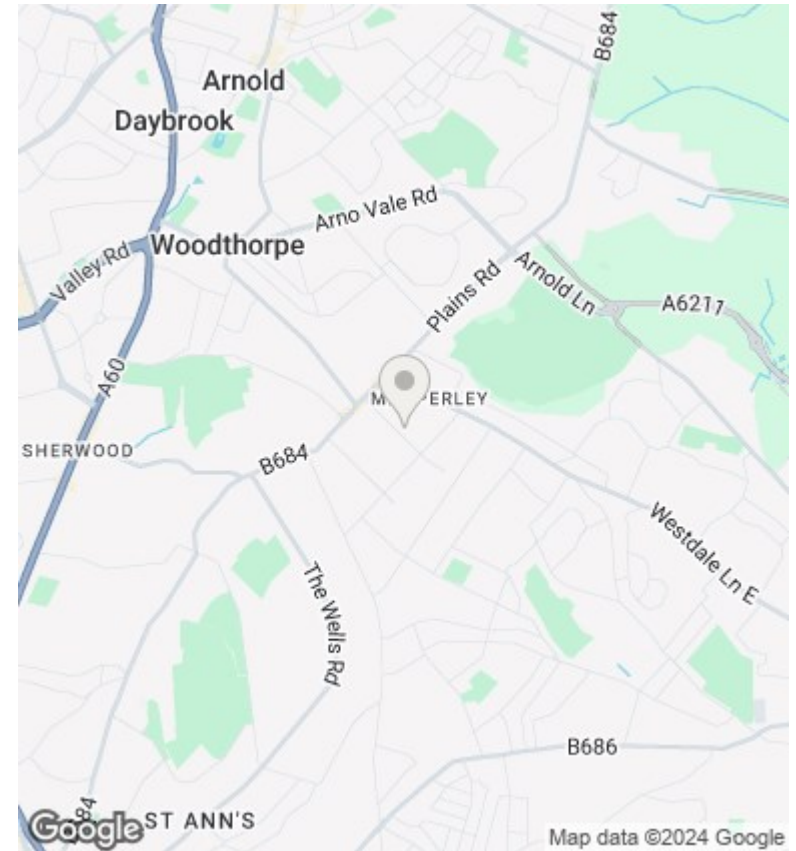 B684
Arnold
Daybrook
Arno Vale Rd
Woodthorpe
Valley Rd
Plains Rd
Arnold Ln
A6211
A60
SHERWOOD
B684
Westdale Ln E
The Wells Rd
B686
ST ANN'S
Google
Map data ©2024 Google